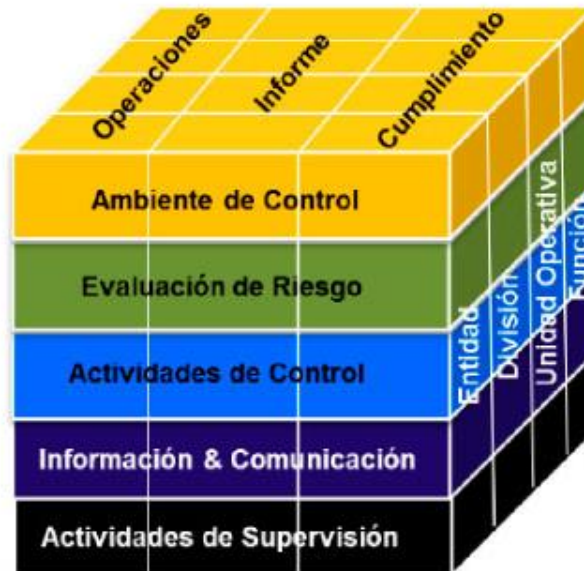 Operaciones
Informe
Cumplimiento
Ambiente de Control
Evaluación de Riesgo
Actividades de Control
Información & Comunicación
Actividades de Supervisión
Entidad
División
Unidad Operativa
Función